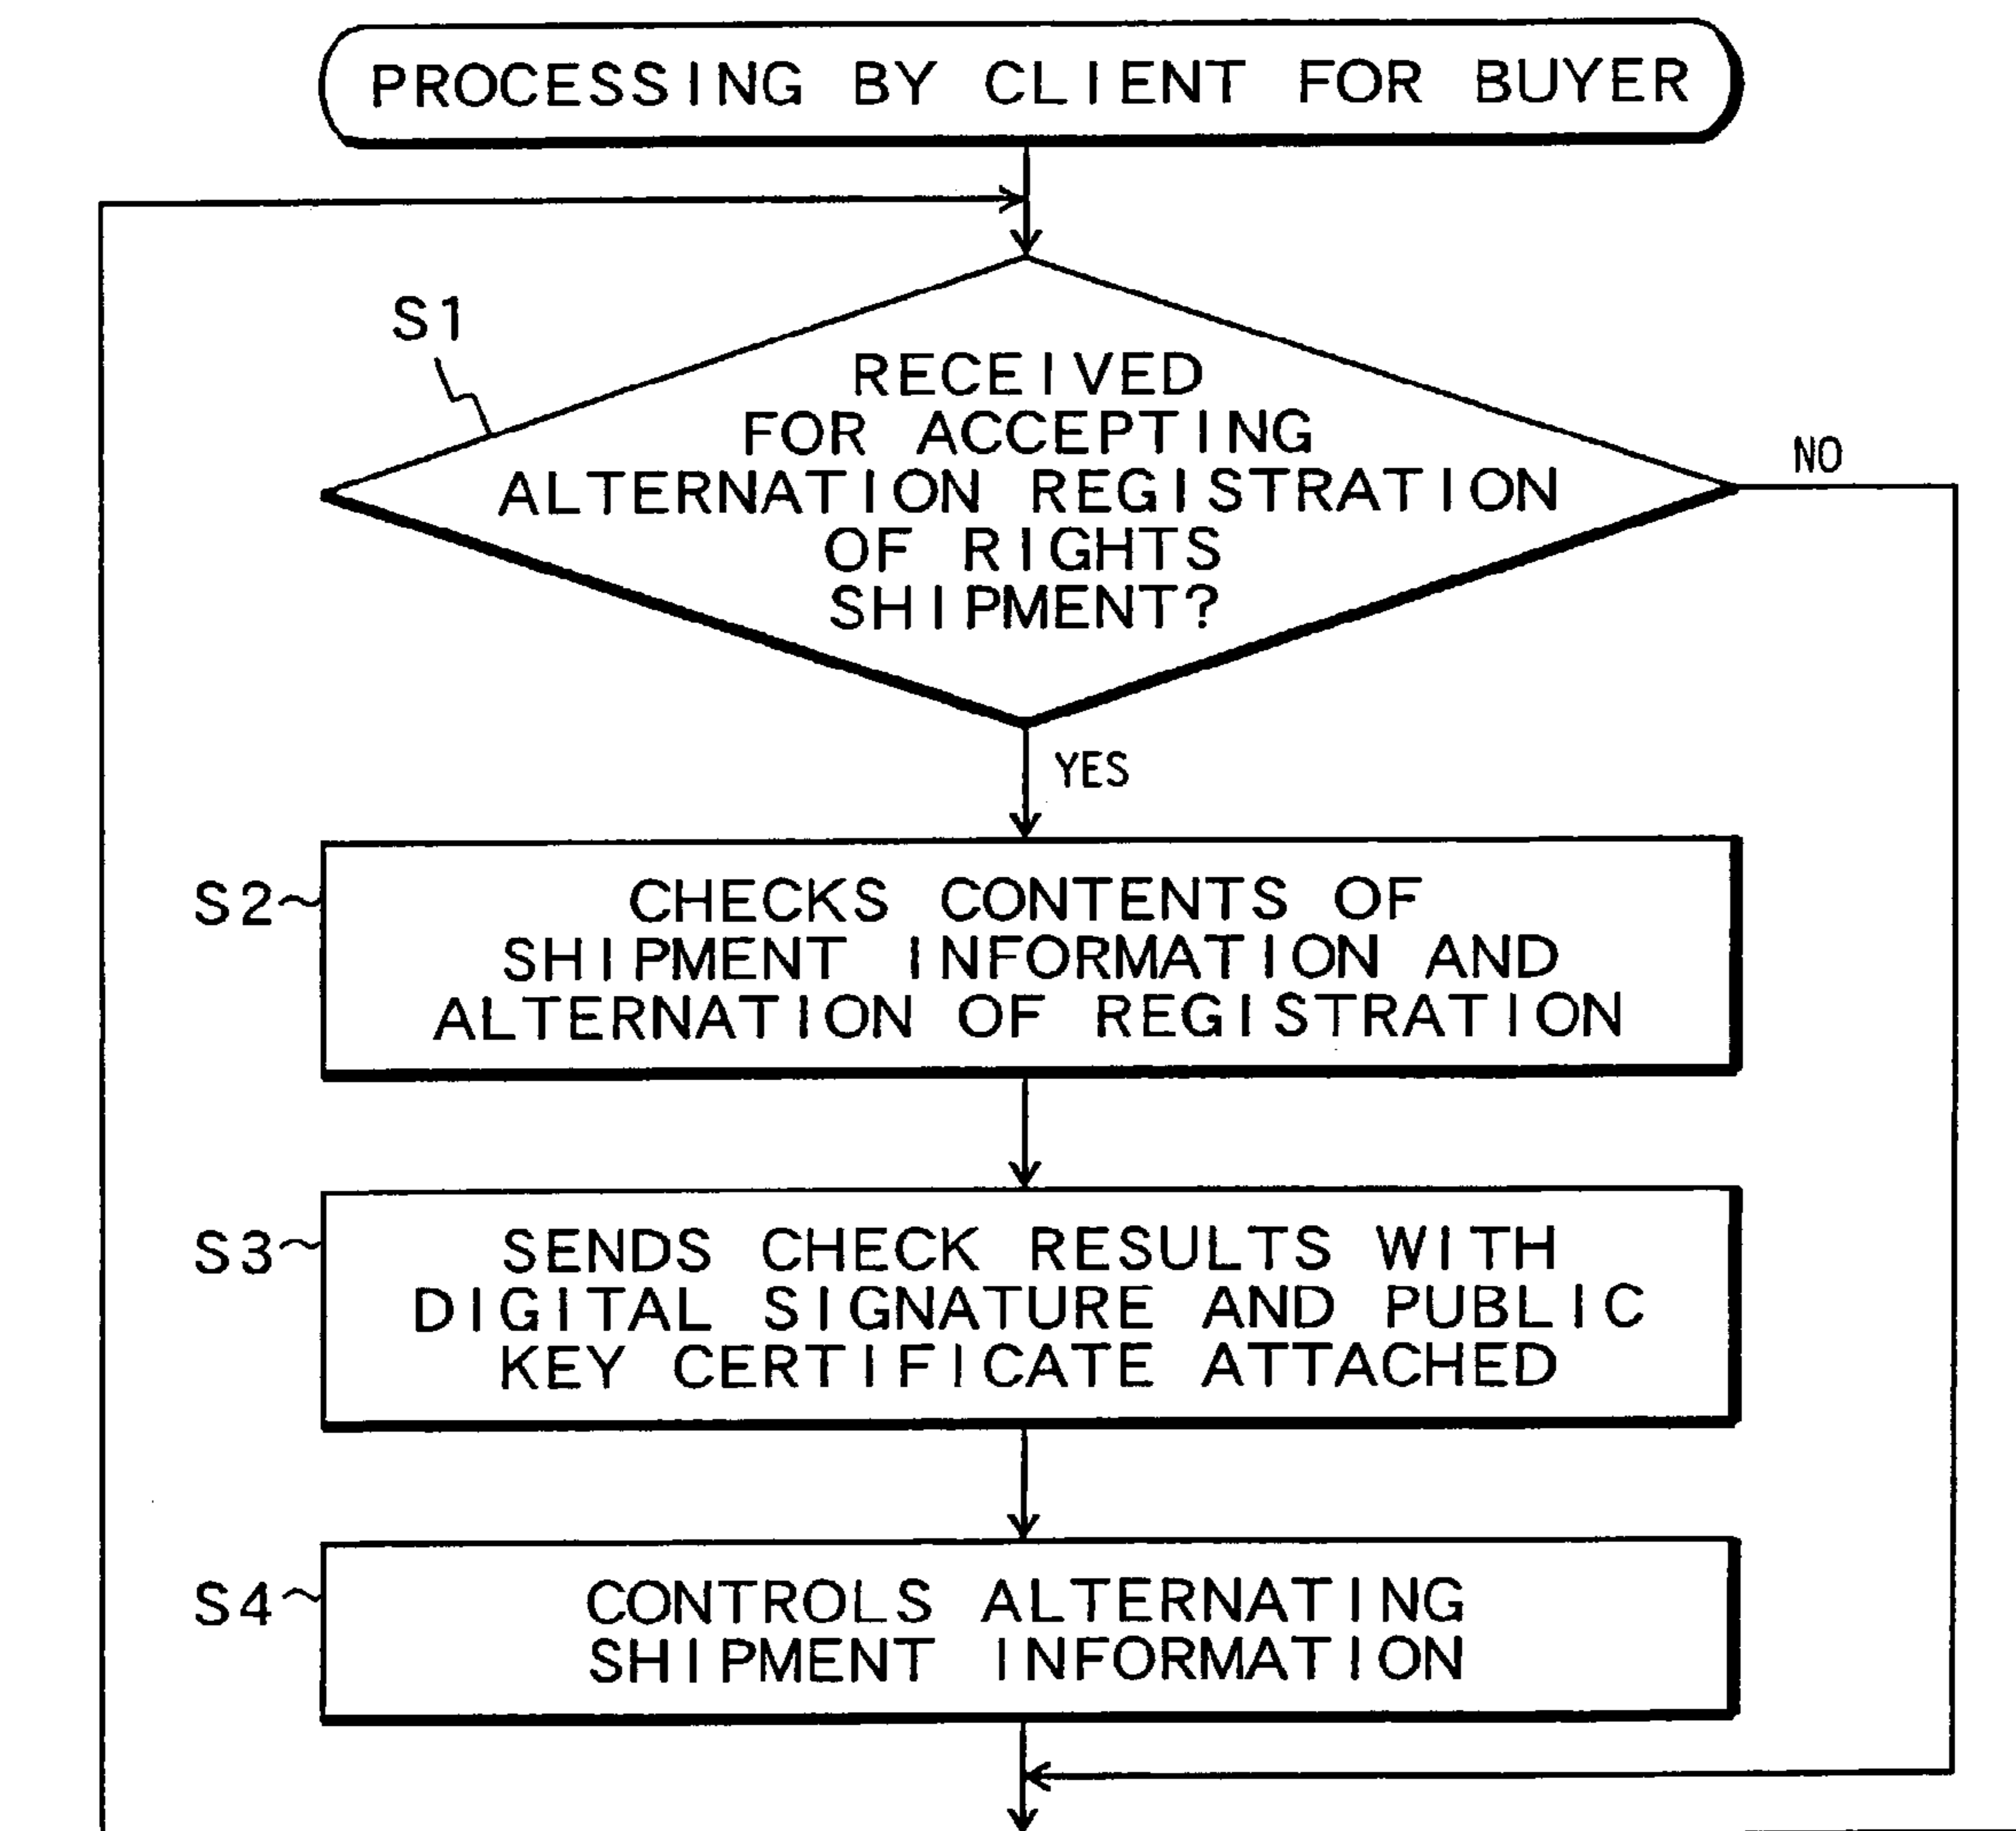 PROCESSING BY CLIENT FOR BUYER
S1
RECEIVED
FOR ACCEPTING
ALTERNATION REGISTRATION
OF RIGHTS
SHIPMENT?
NO
YES
S2
CHECKS CONTENTS OF
SHIPMENT INFORMATION AND
ALTERNATION OF REGISTRATION
S3
SENDS CHECK RESULTS WITH
DIGITAL SIGNATURE AND PUBLIC
KEY CERTIFICATE ATTACHED
S4
CONTROLS ALTERNATING
SHIPMENT INFORMATION